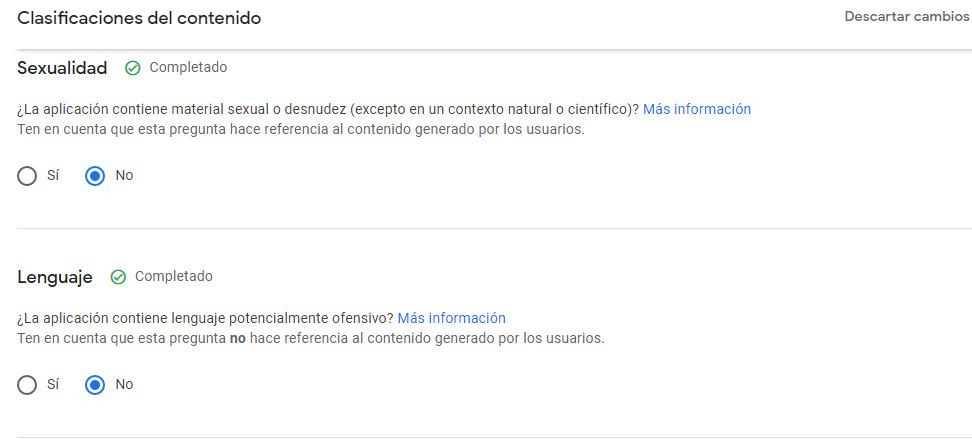 Clasificaciones del contenido
Descartar cambios
Sexualidad Completado
¿La aplicación contiene material sexual o desnudez (excepto en un contexto natural o científico)? Más información
Ten en cuenta que esta pregunta hace referencia al contenido generado por los usuarios.
Sí No
Lenguaje Completado
¿La aplicación contiene lenguaje potencialmente ofensivo? Más información
Ten en cuenta que esta pregunta no hace referencia al contenido generado por los usuarios.
Sí No